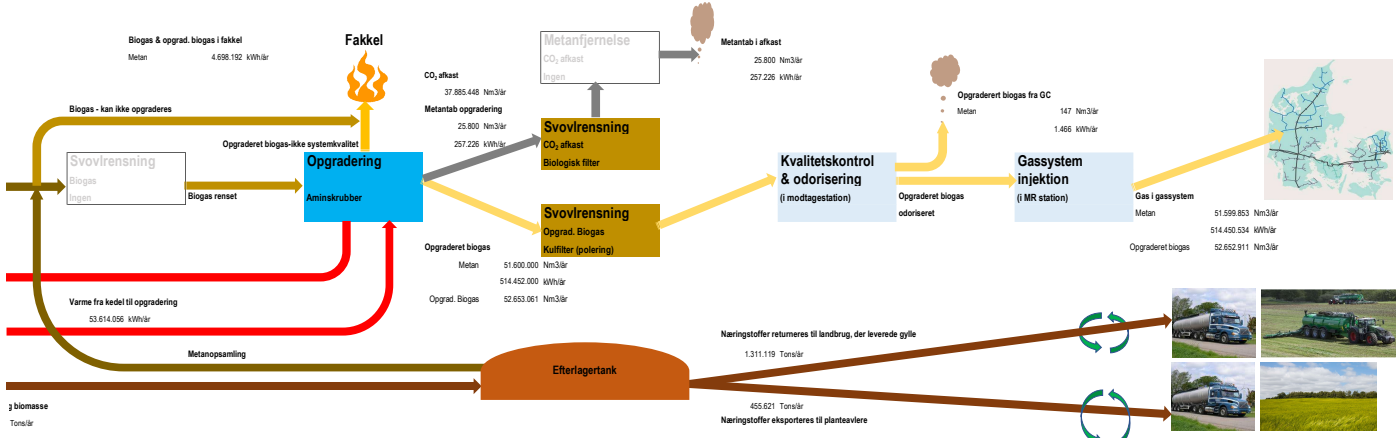 Biogas & opgrad. biogas i fakkel
Metan 4.698.192 kWh/år
Fakkel
Biogas - kan ikke opgraderes
Opgraderet biogas-ikke systemkvalitet
Svovlrensning
Biogas
Ingen
Biogas renset
Opgradering
Aminskrubber
CO2 afkast
37.885.448 Nm3/år
Metantab opgradering
25.800 Nm3/år
257.226 kWh/år
Metanfjernelse
CO2 afkast
Ingen
Metantab i afkast
25.800 Nm3/år
257.226 kWh/år
Svovlrensning
CO2 afkast
Biologisk filter
Svovlrensning
Opgrad. Biogas
Kulfilter (polering)
Opgraderet biogas
Metan 51.600.000 Nm3/år
514.452.000 kWh/år
Opgrad. Biogas 52.653.061 Nm3/år
Kvalitetskontrol
& odorisering
(i modtagestation)
Opgraderert biogas fra GC
Metan 147 Nm3/år
1.466 kWh/år
Opgraderet biogas
odoriseret
Gassystem
injektion
(i MR station)
Gas i gassystem
Metan 51.599.853 Nm3/år
514.450.534 kWh/år
Opgraderet biogas 52.652.911 Nm3/år
Varme fra kedel til opgradering
53.614.056 kWh/år
Metanopsamling
Efterlagertank
Næringstoffer returneres til landbrug, der leverede gylle
1.311.119 Tons/år
455.621 Tons/år
Næringstoffer eksporteres til planteavlere
g biomasse
Tons/år